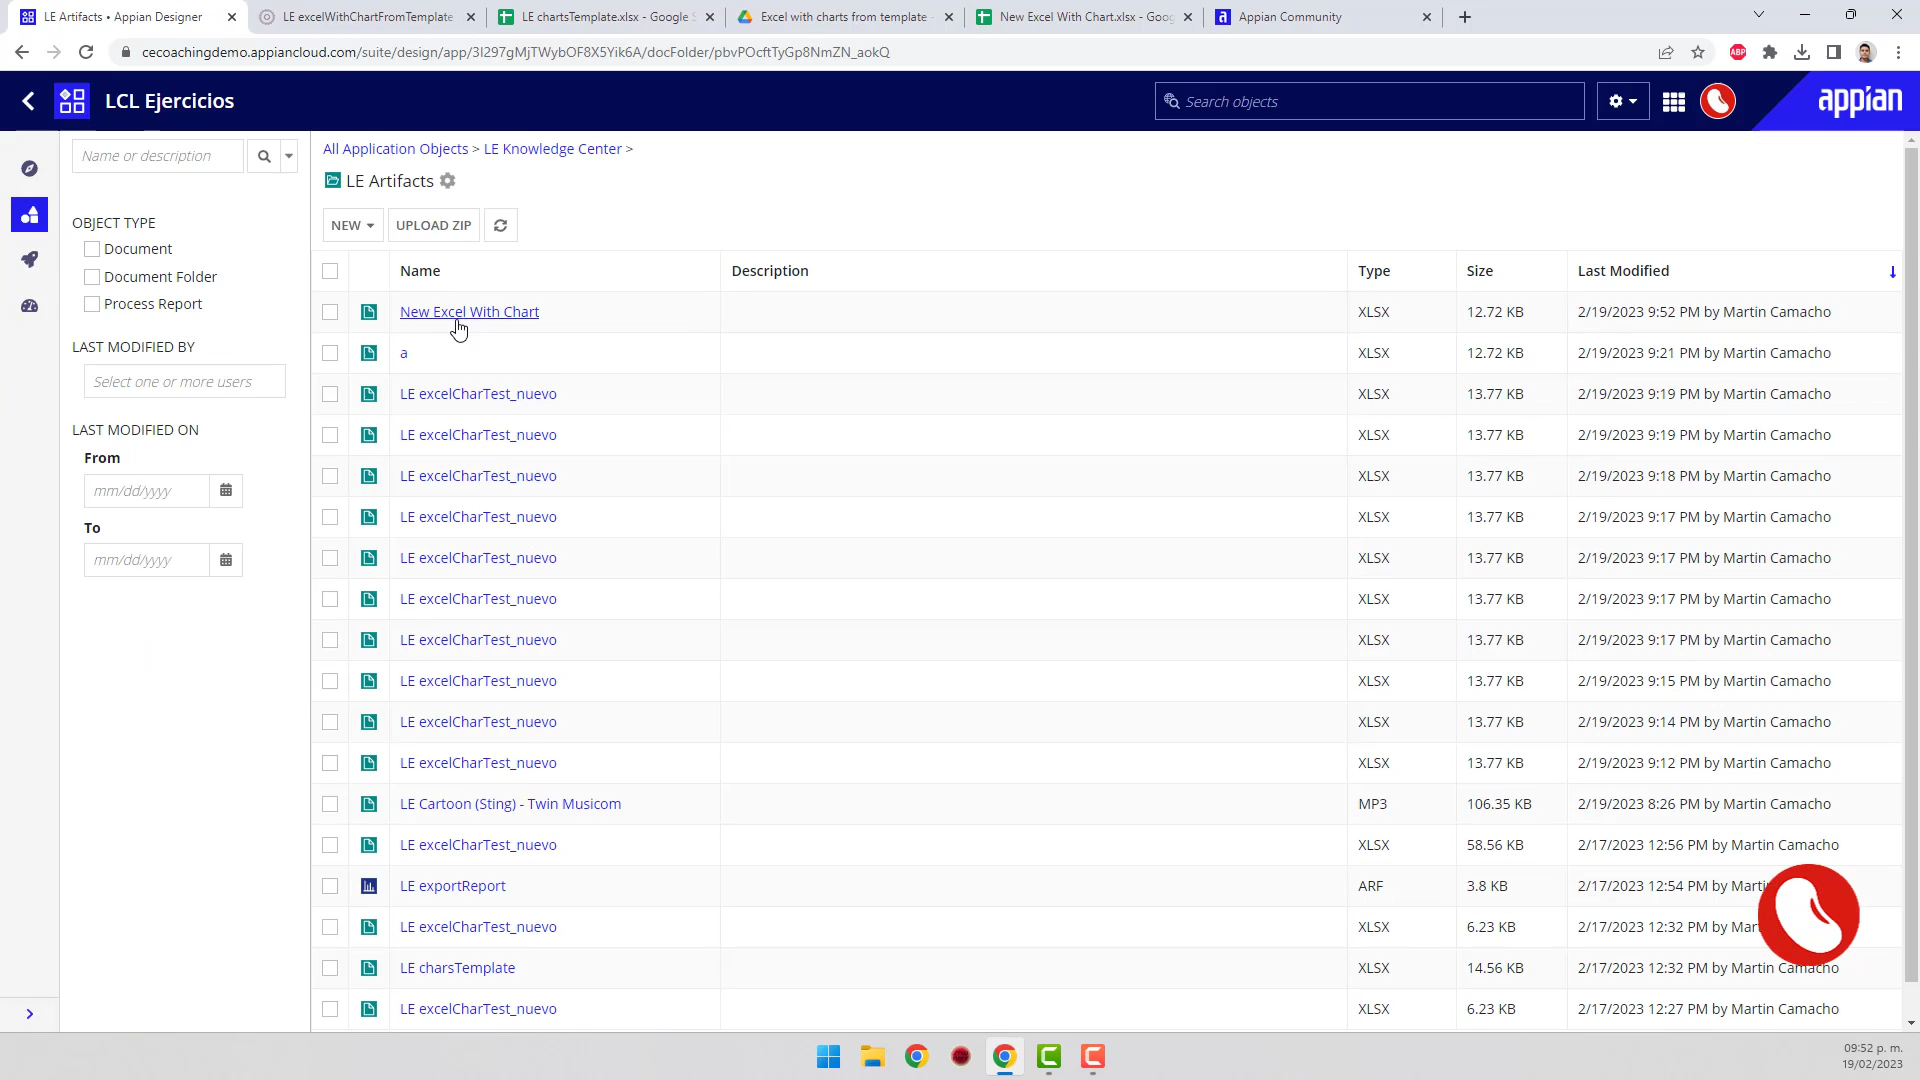 LE Artifacts • Appian Designer
LE excelWithChartFromTemplate
LE chartsTemplate.xlsx - Google S
Excel with charts from template -
New Excel With Chart.xlsx - Goog
Appian Community
cecoachingdemo.appiancloud.com/suite/design/app/3I297gMjTWybOF8X5Yik6A/docFolder/pbvPOcftTyGp8NmZN_aokQ
ABP
LCL Ejercicios
Search objects
appian
Name or description
OBJECT TYPE
Document
Document Folder
Process Report
LAST MODIFIED BY
Select one or more users
LAST MODIFIED ON
From
mm/dd/yyyy
To
mm/dd/yyyy
All Application Objects > LE Knowledge Center >
LE Artifacts
NEW UPLOAD ZIP
Name Description Type Size Last Modified
New Excel With Chart XLSX 12.72 KB 2/19/2023 9:52 PM by Martin Camacho
a XLSX 12.72 KB 2/19/2023 9:21 PM by Martin Camacho
LE excelCharTest_nuevo XLSX 13.77 KB 2/19/2023 9:19 PM by Martin Camacho
LE excelCharTest_nuevo XLSX 13.77 KB 2/19/2023 9:19 PM by Martin Camacho
LE excelCharTest_nuevo XLSX 13.77 KB 2/19/2023 9:18 PM by Martin Camacho
LE excelCharTest_nuevo XLSX 13.77 KB 2/19/2023 9:17 PM by Martin Camacho
LE excelCharTest_nuevo XLSX 13.77 KB 2/19/2023 9:17 PM by Martin Camacho
LE excelCharTest_nuevo XLSX 13.77 KB 2/19/2023 9:17 PM by Martin Camacho
LE excelCharTest_nuevo XLSX 13.77 KB 2/19/2023 9:17 PM by Martin Camacho
LE excelCharTest_nuevo XLSX 13.77 KB 2/19/2023 9:15 PM by Martin Camacho
LE excelCharTest_nuevo XLSX 13.77 KB 2/19/2023 9:14 PM by Martin Camacho
LE excelCharTest_nuevo XLSX 13.77 KB 2/19/2023 9:12 PM by Martin Camacho
LE Cartoon (Sting) - Twin Musicom MP3 106.35 KB 2/19/2023 8:26 PM by Martin Camacho
LE excelCharTest_nuevo XLSX 58.56 KB 2/17/2023 12:56 PM by Martin Camacho
LE exportReport ARF 3.8 KB 2/17/2023 12:54 PM by Marti
LE excelCharTest_nuevo XLSX 6.23 KB 2/17/2023 12:32 PM by Mar
LE charsTemplate XLSX 14.56 KB 2/17/2023 12:32 PM by Martin Camacho
LE excelCharTest_nuevo XLSX 6.23 KB 2/17/2023 12:27 PM by Martin Camacho
09:52 p. m.
19/02/2023